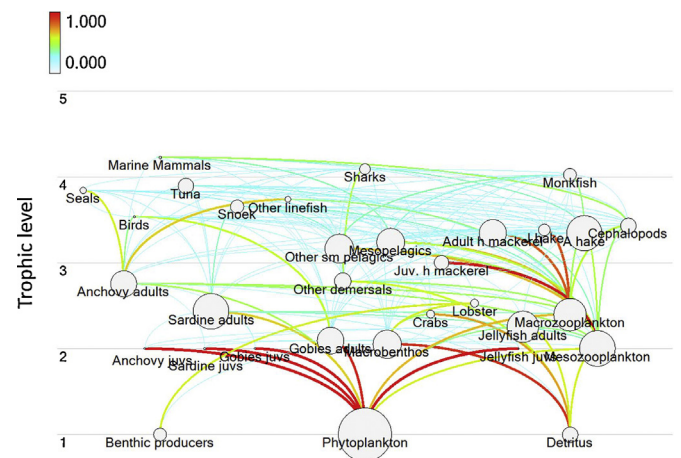 1.000
0.000
Trophic level
5
4
3
2
1
Marine Mammals
Sharks
Monkfish
Seals
Tuna
Birds
Snoek
Other linefish
Cephalopods
Adult h mackerel
J hake
A hake
Mesopelagics
Other sm pelagics
Juv. h mackerel
Anchovy adults
Other demersals
Lobster
Sardine adults
Crabs
Macrozooplankton
Jellyfish adults
Gobies adults
Macrobenthos
Anchovy juvs
Sardine juvs
Gobies juvs
Jellyfish juvs
Mesozooplankton
Benthic producers
Phytoplankton
Detritus